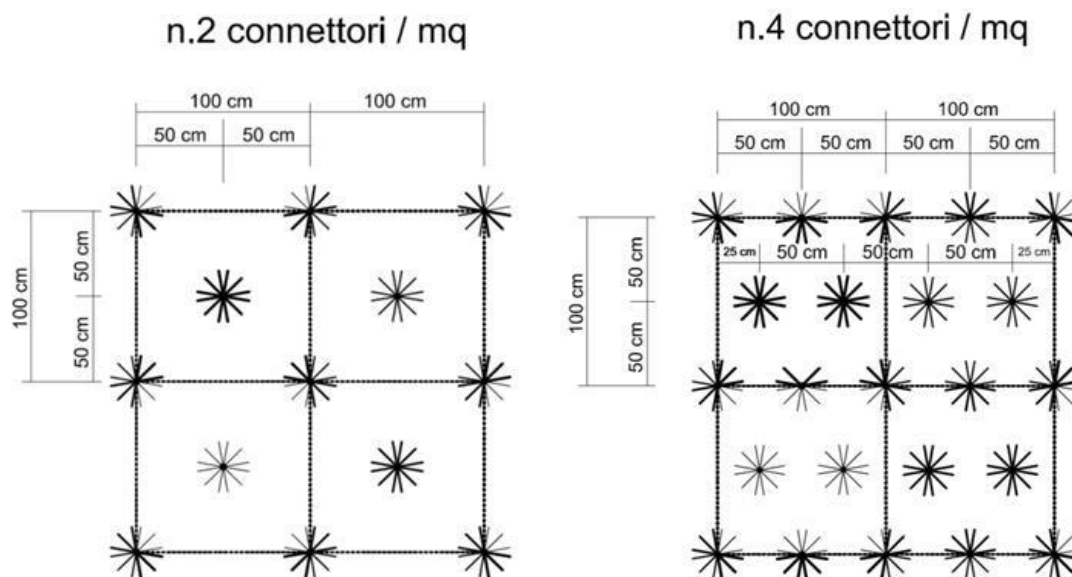 n.2 connettori / mq
100 cm 100 cm
50 cm 50 cm
100 cm
50 cm
50 cm
n.4 connettori / mq
100 cm 100 cm
50 cm 50 cm 50 cm 50 cm
25 cm 50 cm 50 cm 50 cm 25 cm
100 cm
50 cm
50 cm